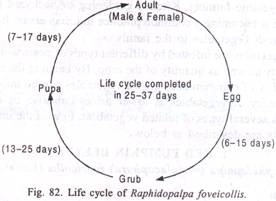 Adult
(Male & Female)
(7-17 days)
Pupa
Life cycle completed
in 25-37 days
Egg
(6-15 days)
(13-25 days)
Grub
Fig. 82. Life cycle of Raphidopalpa foveicollis.